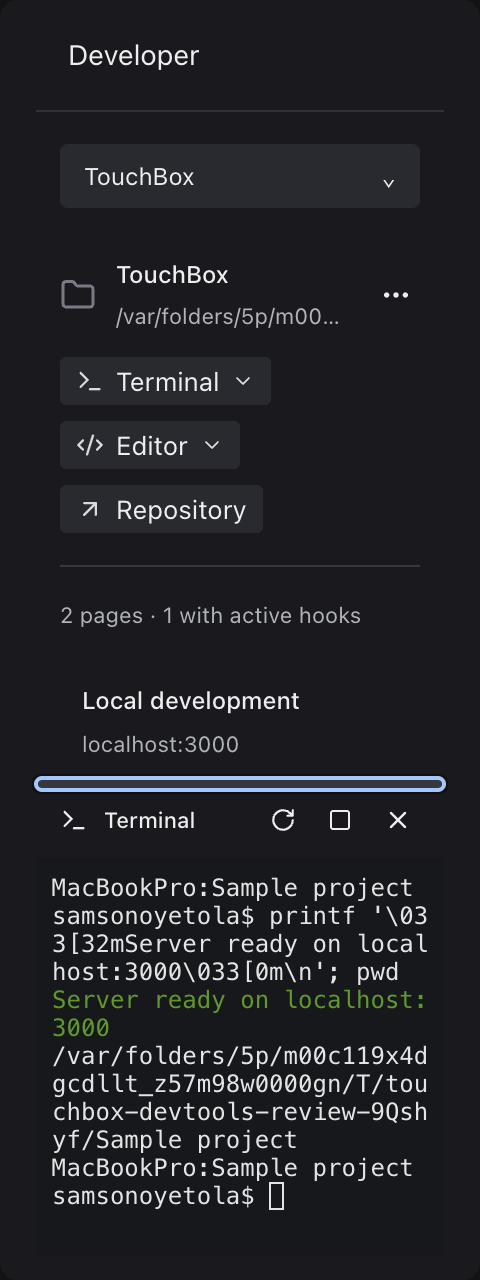 Developer
TouchBox
TouchBox
/var/folders/5p/m00...
Terminal
Editor
Repository
2 pages · 1 with active hooks
Local development
localhost:3000
Terminal
MacBookPro:Sample project
samsonoyetola$ printf '\03
3[32mServer ready on local
host:3000\033[0m\n'; pwd
Server ready on localhost:
3000
/var/folders/5p/m00c119x4d
gcdllt_z57m98w0000gn/T/tou
chbox-devtools-review-9Qsh
yf/Sample project
MacBookPro:Sample project
samsonoyetola$